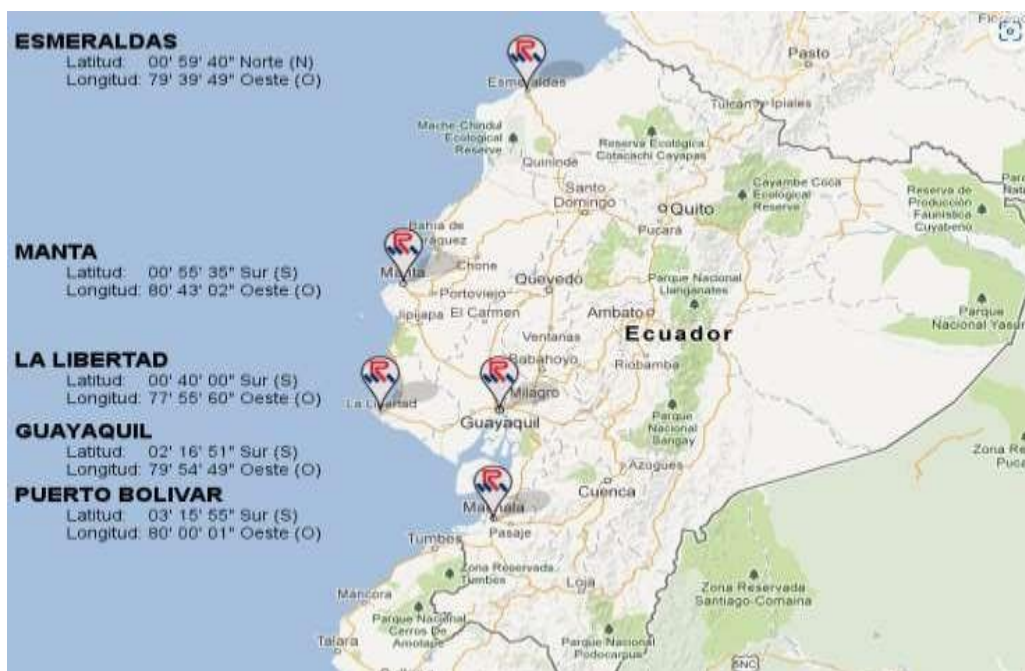 ESMERALDAS
Latitud: 00' 59' 40" Norte (N)
Longitud: 79' 39' 49" Oeste (O)
MANTA
Latitud: 00' 55' 35" Sur (S)
Longitud: 80' 43' 02" Oeste (O)
LA LIBERTAD
Latitud: 00' 40' 00" Sur (S)
Longitud: 77' 55' 60" Oeste (O)
GUAYAQUIL
Latitud: 02' 16' 51" Sur (S)
Longitud: 79' 54' 49" Oeste (O)
PUERTO BOLIVAR
Latitud: 03' 15' 55" Sur (S)
Longitud: 80' 00' 01" Oeste (O)
Pasto
Esmeraldas
Tulcán
Ipiales
Mache-Chindul
Ecological
Reserve
Reserva Ecológica
Cotacachi Cayapas
Quininde
Santo
Domingo
Cayambe Coca
Ecological
Reserve
Quito
Reserva de
Producción
Faunística
Cuyabeno
Pucará
Bahia de
Manta
Chone
Quevedo
Parque Nacional
Llanganates
Portoviejo
El Carmen
Jipijapa
Ambato
Parque
Nacional Yasun
Ventanas
Ecuador
Babahoyo
Riobamba
La Libertad
Milagro
Guayaquil
Parque
Nacional
Sangay
Zona
Azogues
Cuenca
Machala
Pasaje
Tumbes
Zona Reservada
Tumbes
Loja
Zona Reservada
Santiago-Comaina
Máncora
Parque Nacional
Cerros De
Amotape
Talara
Parque Nacional
Podocarpus
5NC